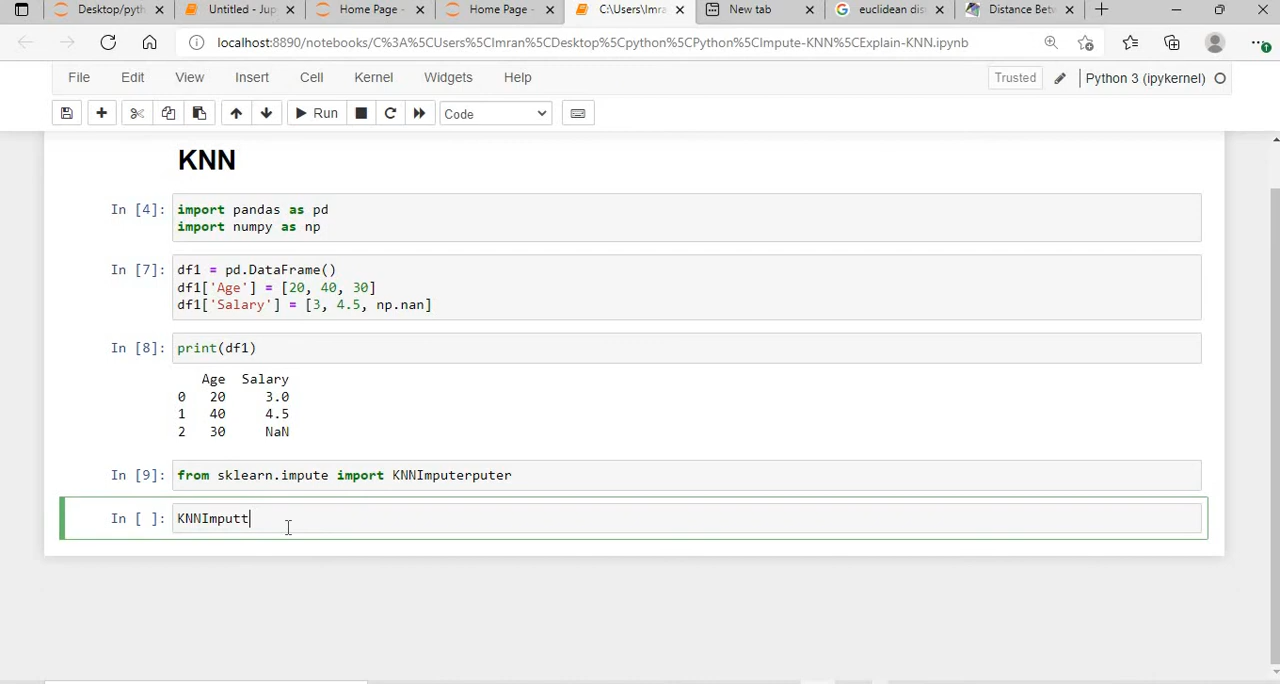 Desktop/pyth
Untitled - Jup
Home Page -
Home Page -
C:\Users\Imra
New tab
euclidean dis
Distance Betw
localhost:8890/notebooks/C%3A%5CUsers%5CImran%5CDesktop%5Cpython%5CPython%5CImpute-KNN%5CExplain-KNN.ipynb
File Edit View Insert Cell Kernel Widgets Help Trusted Python 3 (ipykernel)
Run Code
KNN
In [4]: import pandas as pd
import numpy as np
In [7]: df1 = pd.DataFrame()
df1['Age'] = [20, 40, 30]
df1['Salary'] = [3, 4.5, np.nan]
In [8]: print(df1)
Age Salary
0 20 3.0
1 40 4.5
2 30 NaN
In [9]: from sklearn.impute import KNNImputerputer
In [ ]: KNNImputt